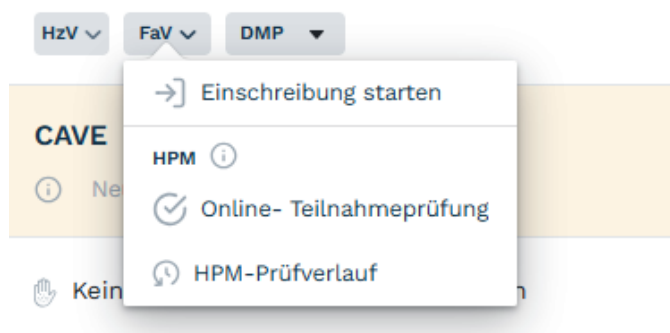 HzV FaV DMP
Einschreibung starten
CAVE
HPM
Ne
Online- Teilnahmeprüfung
HPM-Prüfverlauf
Kein
n